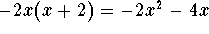 −2x(x + 2) = −2x² − 4x